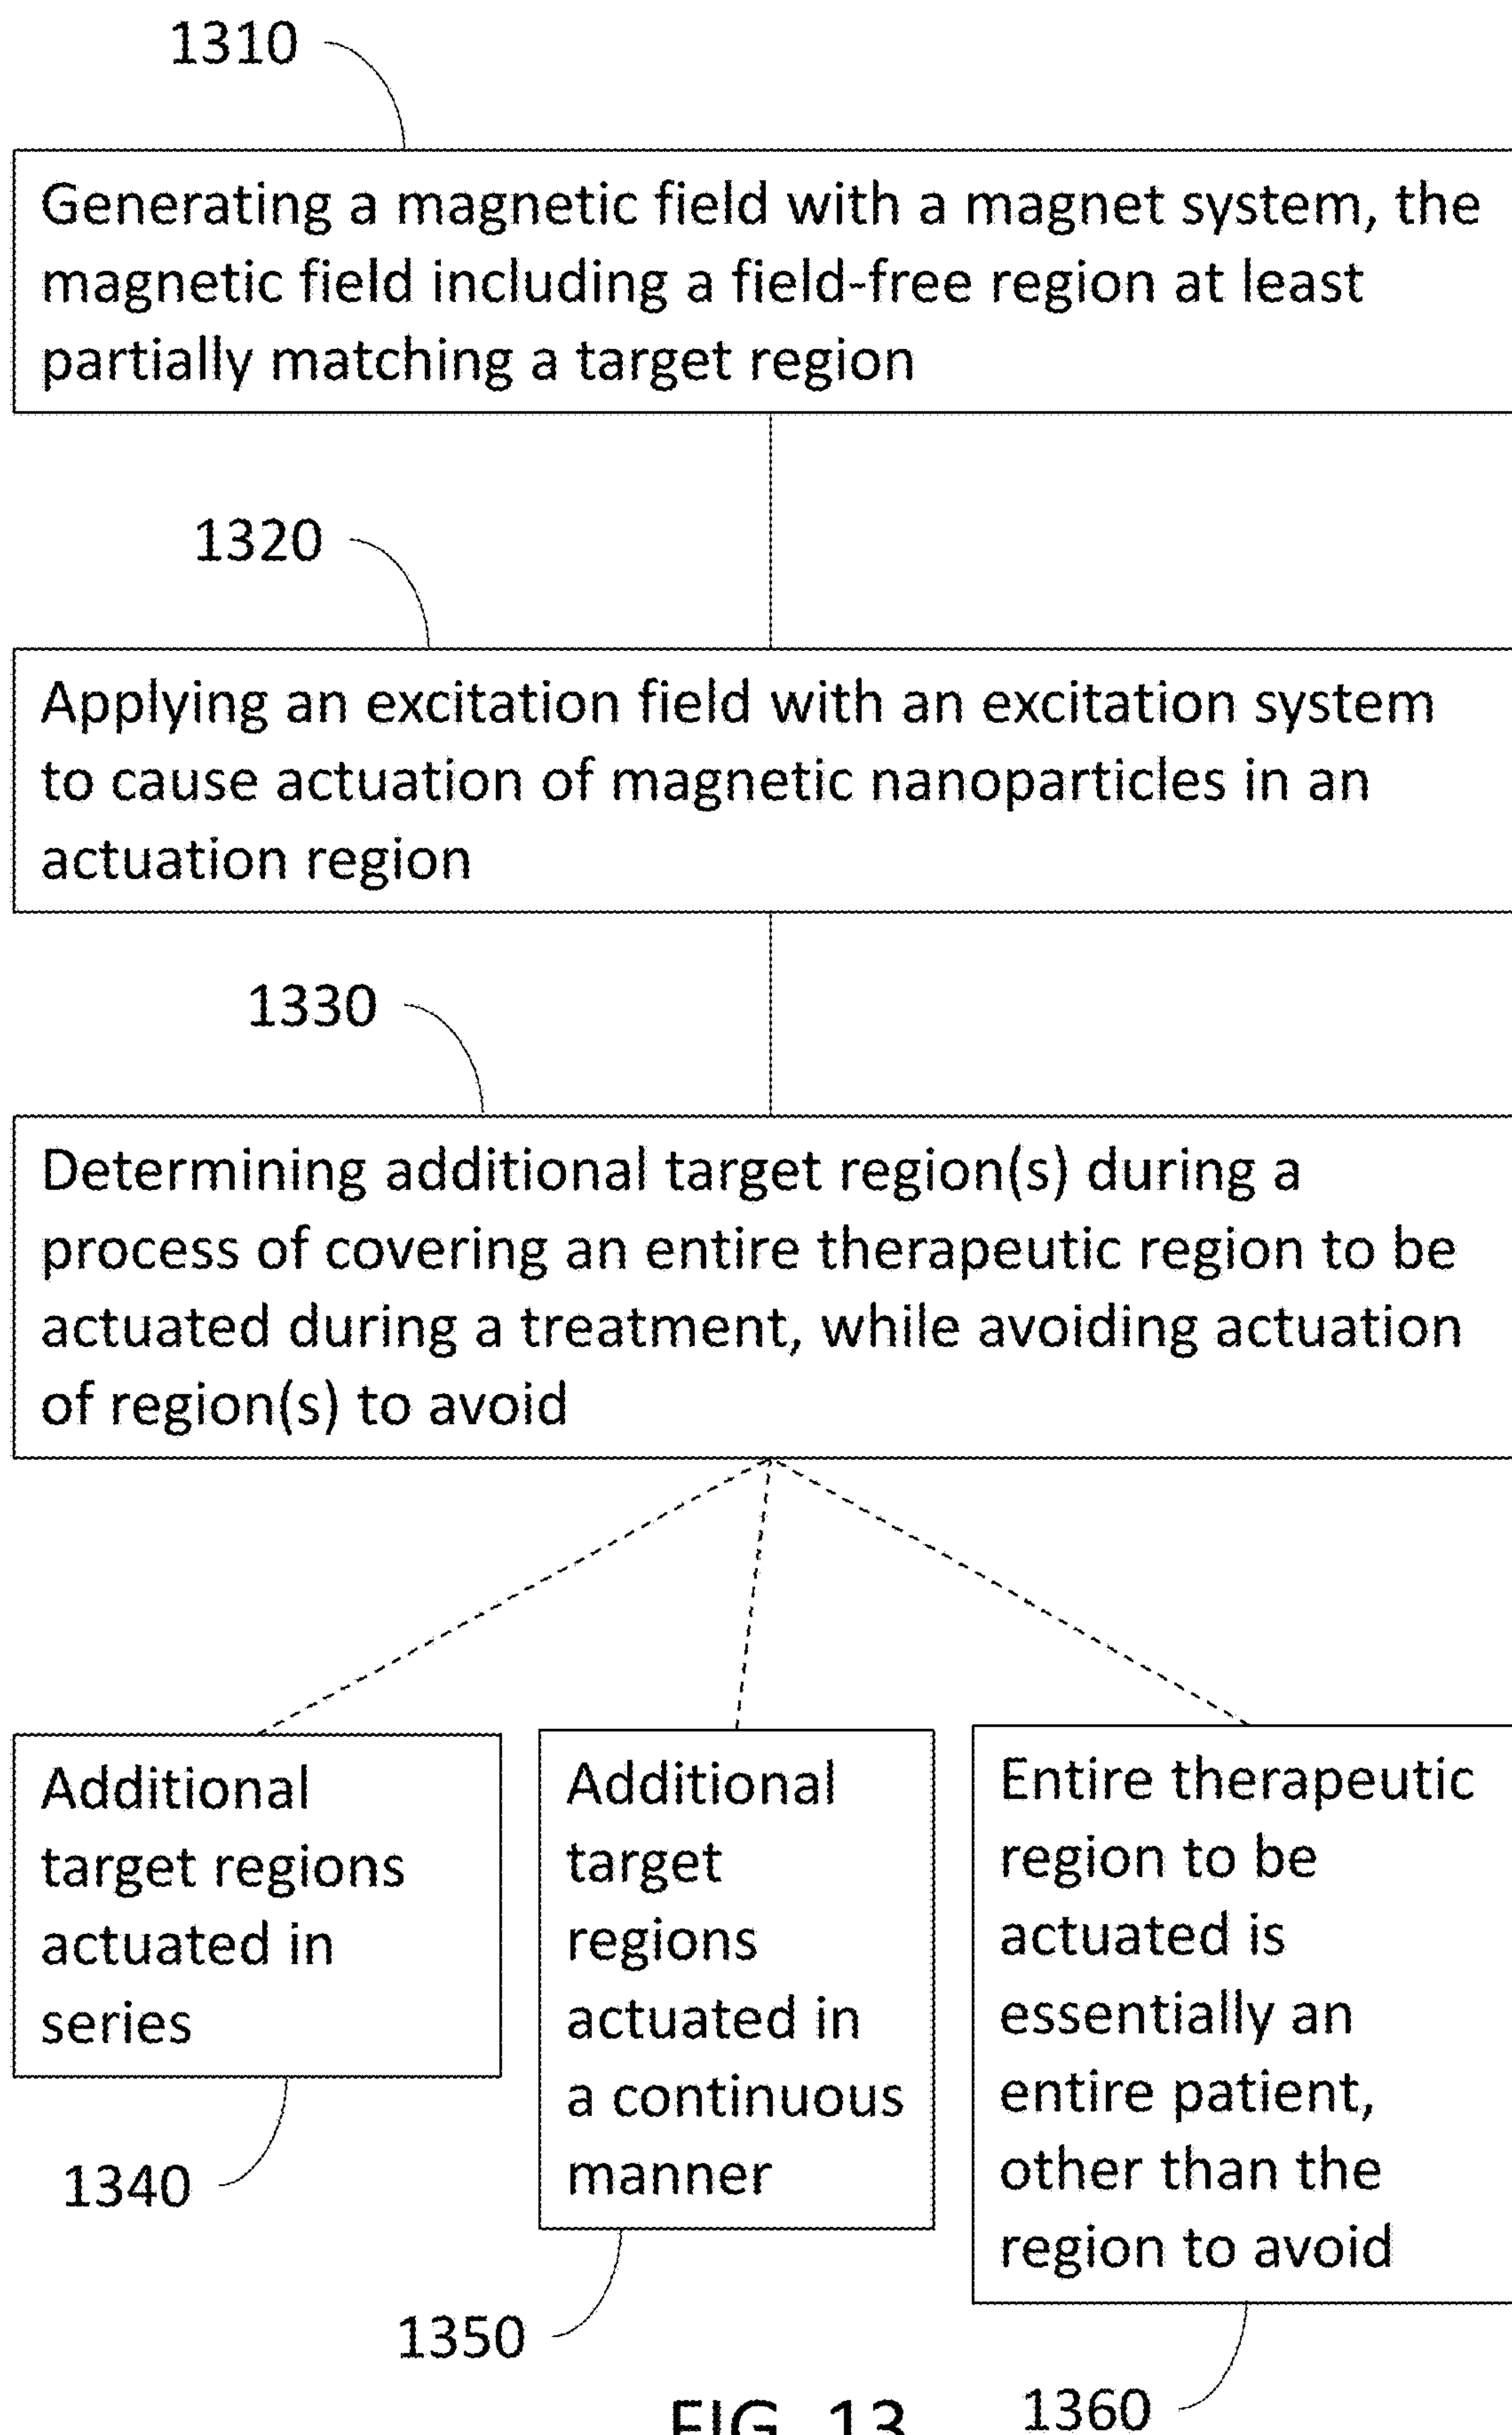 1310
Generating a magnetic field with a magnet system, the
magnetic field including a field-free region at least
partially matching a target region
1320
Applying an excitation field with an excitation system
to cause actuation of magnetic nanoparticles in an
actuation region
1330
Determining additional target region(s) during a
process of covering an entire therapeutic region to be
actuated during a treatment, while avoiding actuation
of region(s) to avoid
Additional
target regions
actuated in
series
1340
Additional
target
regions
actuated in
a continuous
manner
1350
Entire therapeutic
region to be
actuated is
essentially an
entire patient,
other than the
region to avoid
1360
FIG. 13